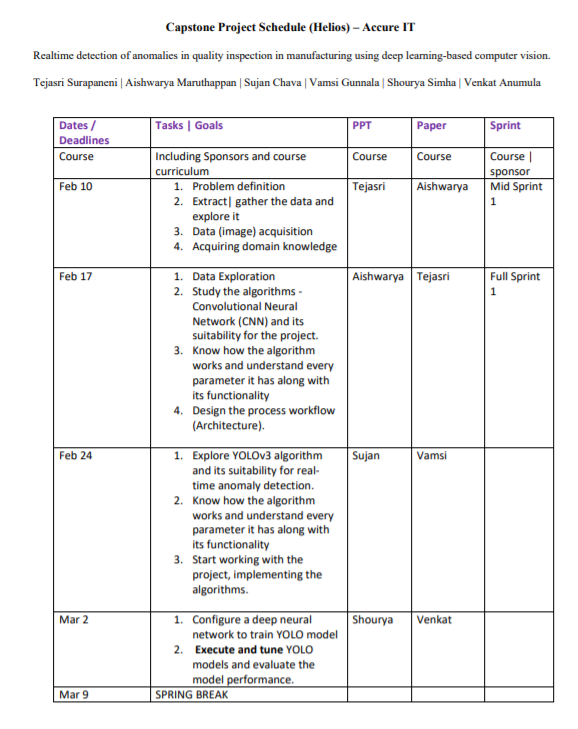 Capstone Project Schedule (Helios) – Accure IT
Realtime detection of anomalies in quality inspection in manufacturing using deep learning-based computer vision.
Tejasri Surapaneni | Aishwarya Maruthappan | Sujan Chava | Vamsi Gunnala | Shourya Simha | Venkat Anumula
Dates /
Deadlines
Tasks | Goals
PPT
Paper
Sprint
Course
Including Sponsors and course
curriculum
Course
Course
Course |
sponsor
Feb 10
1. Problem definition
2. Extract| gather the data and
explore it
3. Data (image) acquisition
4. Acquiring domain knowledge
Tejasri
Aishwarya
Mid Sprint
1
Feb 17
1. Data Exploration
2. Study the algorithms -
Convolutional Neural
Network (CNN) and its
suitability for the project.
3. Know how the algorithm
works and understand every
parameter it has along with
its functionality
4. Design the process workflow
(Architecture).
Aishwarya
Tejasri
Full Sprint
1
Feb 24
1. Explore YOLOv3 algorithm
and its suitability for real-
time anomaly detection.
2. Know how the algorithm
works and understand every
parameter it has along with
its functionality
3. Start working with the
project, implementing the
algorithms.
Sujan
Vamsi
Mar 2
1. Configure a deep neural
network to train YOLO model
2. Execute and tune YOLO
models and evaluate the
model performance.
Shourya
Venkat
Mar 9
SPRING BREAK